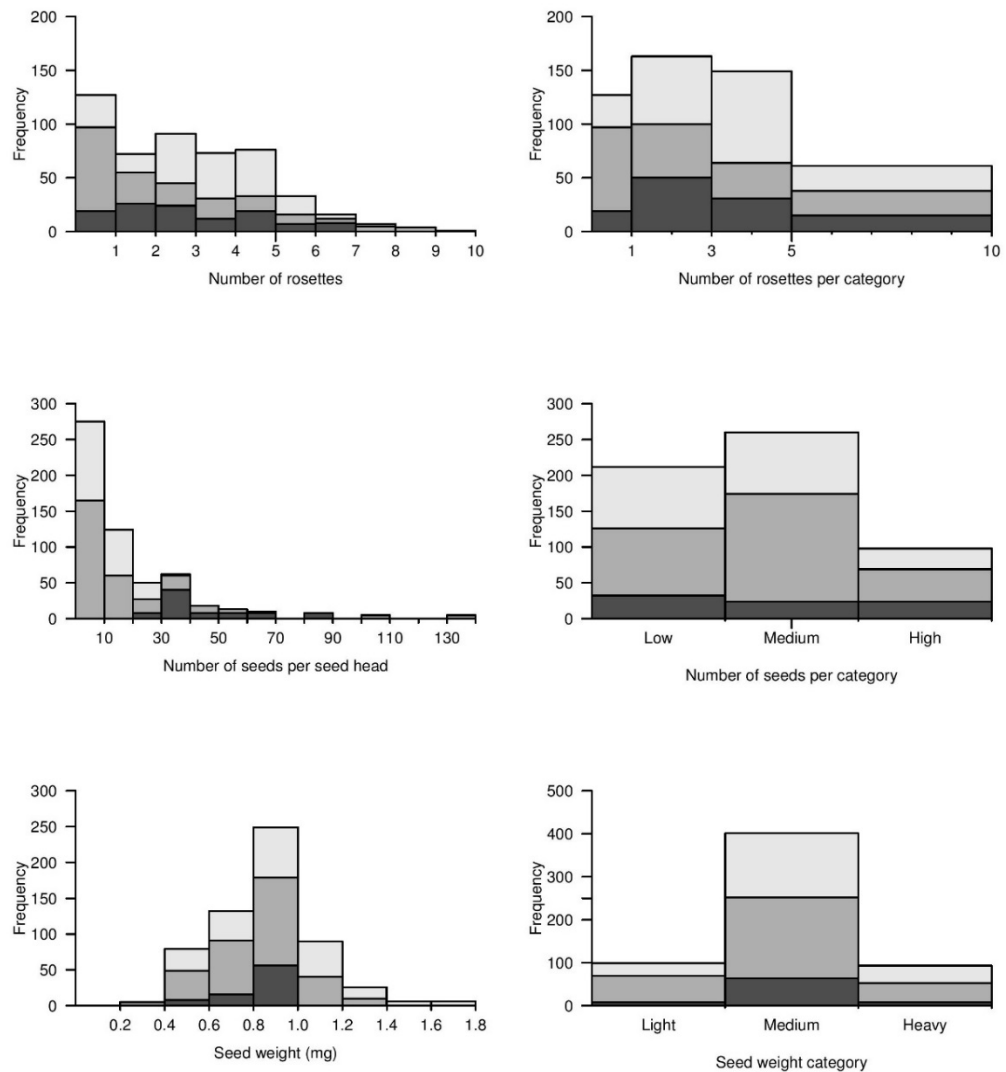 200
150
100
50
0
Frequency
1 2 3 4 5 6 7 8 9 10
Number of rosettes
200
150
100
50
0
Frequency
1 3 5 10
Number of rosettes per category
300
250
200
150
100
50
0
Frequency
10 30 50 70 90 110 130
Number of seeds per seed head
300
250
200
150
100
50
0
Frequency
Low Medium High
Number of seeds per category
300
250
200
150
100
50
0
Frequency
0.2 0.4 0.6 0.8 1.0 1.2 1.4 1.6 1.8
Seed weight (mg)
500
400
300
200
100
0
Frequency
Light Medium Heavy
Seed weight category